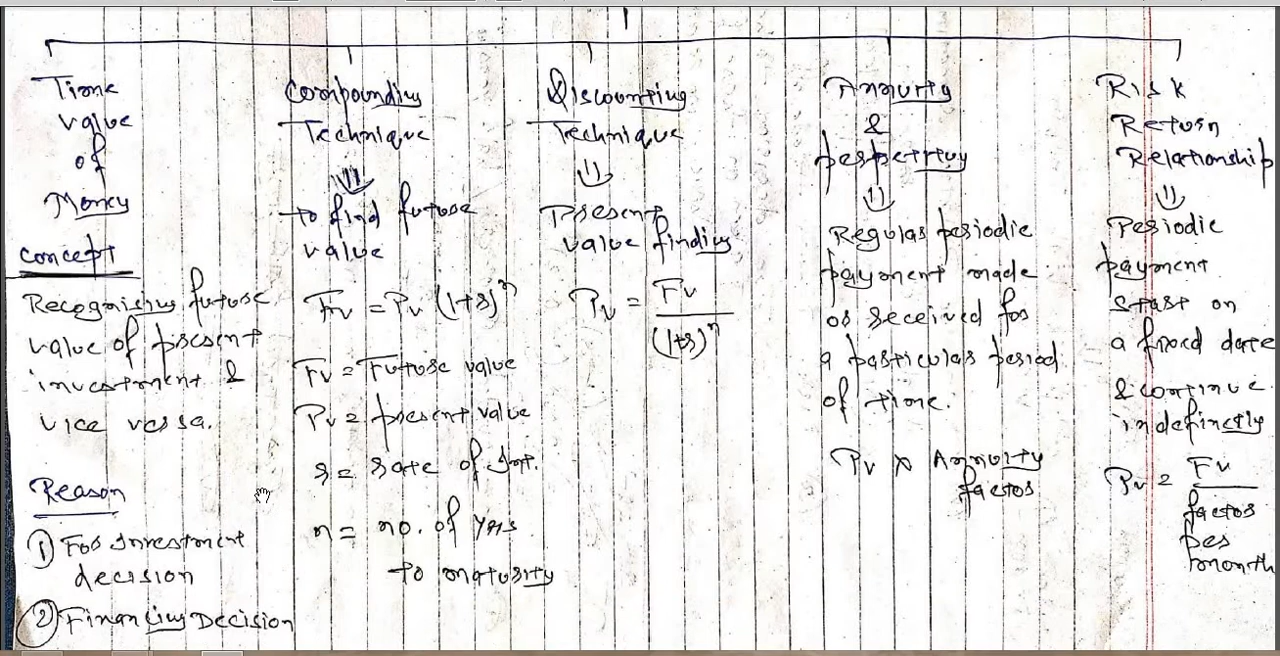 Time
value
of
Money
concept
Recognising future
value of present
investment &
vice versa.
Reason
① For Investment
decision
② Financing Decision
Compounding
Technique
to find future
value
Fv = Pv (1+r)ⁿ
Fv = Future value
Pv = present value
r = rate of Int.
n = no. of yrs
to maturity
Discounting
Technique
Present
value finding
Pv = Fv
(1+r)ⁿ
Annuity
&
perpetuity
Regular periodic
payment made
or received for
a particular period
of time.
Pv × Annuity
factor
Risk
Return
Relationship
Periodic
payment
start on
a fixed date
& continue
indefinetly
Pv = Fv
factor
per
month